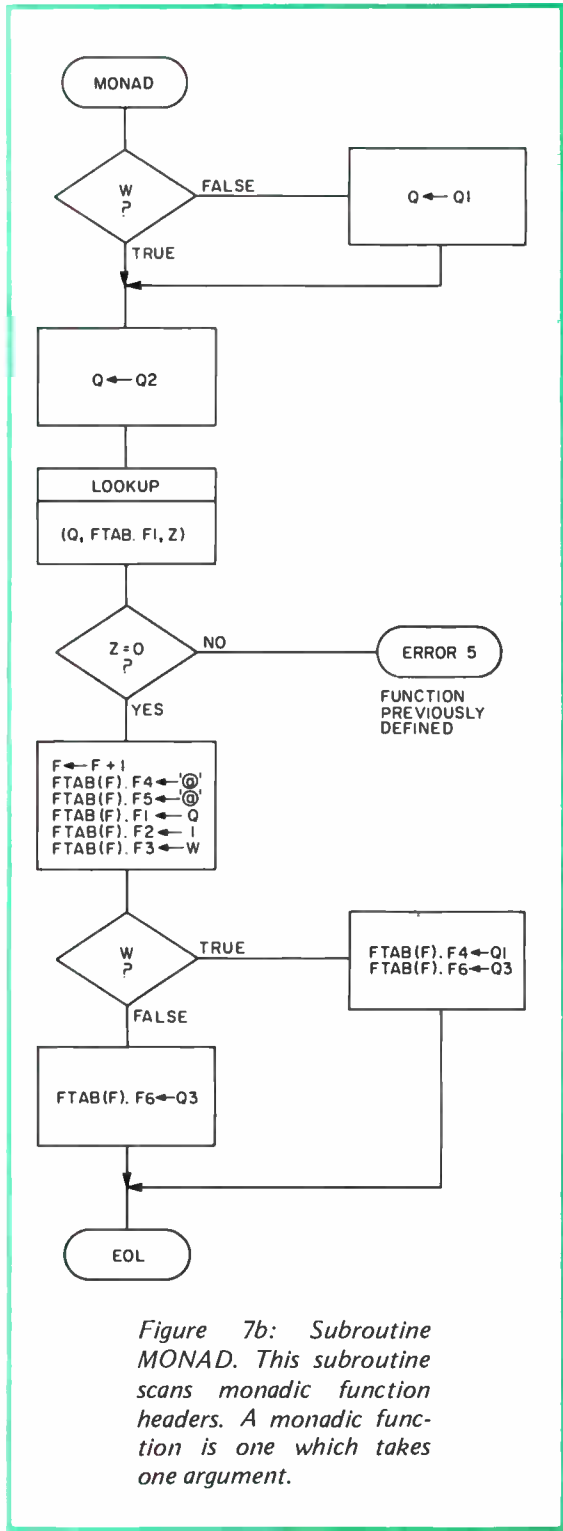 MONAD
W
?
FALSE
Q ← Q1
TRUE
Q ← Q2
LOOKUP
(Q, FTAB. F1, Z)
Z = 0
?
NO
ERROR 5
FUNCTION
PREVIOUSLY
DEFINED
YES
F ← F + 1
FTAB(F). F4 ← '@'
FTAB(F). F5 ← '@'
FTAB(F). F1 ← Q
FTAB(F). F2 ← 1
FTAB(F). F3 ← W
W
?
TRUE
FTAB(F). F4 ← Q1
FTAB(F). F6 ← Q3
FALSE
FTAB(F). F6 ← Q3
EOL
Figure 7b: Subroutine
MONAD. This subroutine
scans monadic function
headers. A monadic func-
tion is one which takes
one argument.